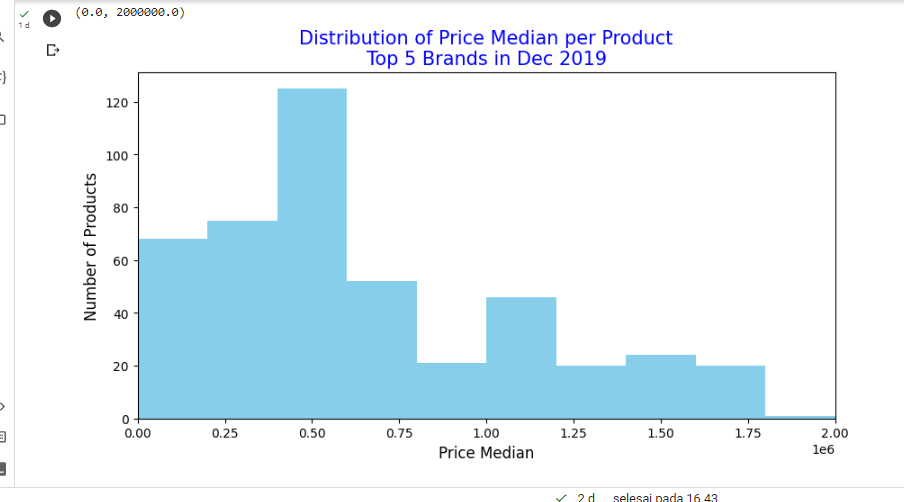 (0.0, 2000000.0)
1 d
Distribution of Price Median per Product
Top 5 Brands in Dec 2019
Number of Products
120
100
80
60
40
20
0
0.00 0.25 0.50 0.75 1.00 1.25 1.50 1.75 2.00
1e6
Price Median
2 d selesai pada 16.43